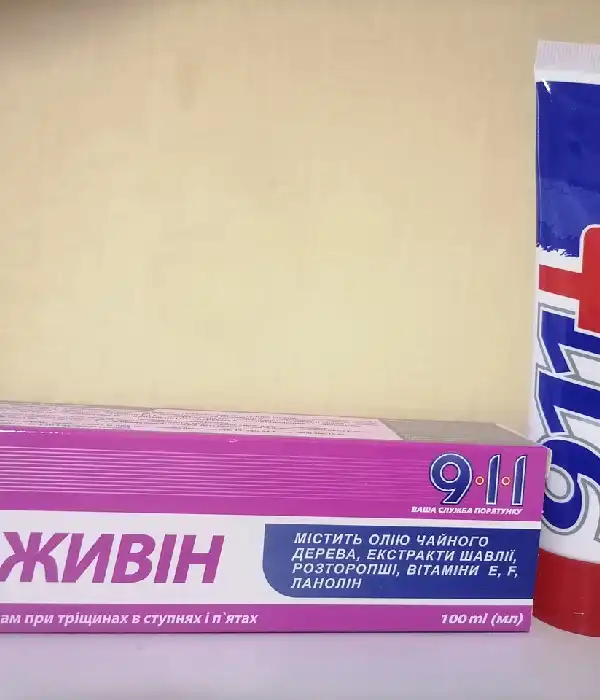 9·1·1
ВАША СЛУЖБА ПОРЯТУНКУ
ЖИВІН
МІСТИТЬ ОЛІЮ ЧАЙНОГО
ДЕРЕВА, ЕКСТРАКТИ ШАВЛІЇ,
РОЗТОРОПШІ, ВІТАМІНИ Е, F,
ЛАНОЛІН
ам при тріщинах в ступнях і п`ятах
100 ml (мл)
911+